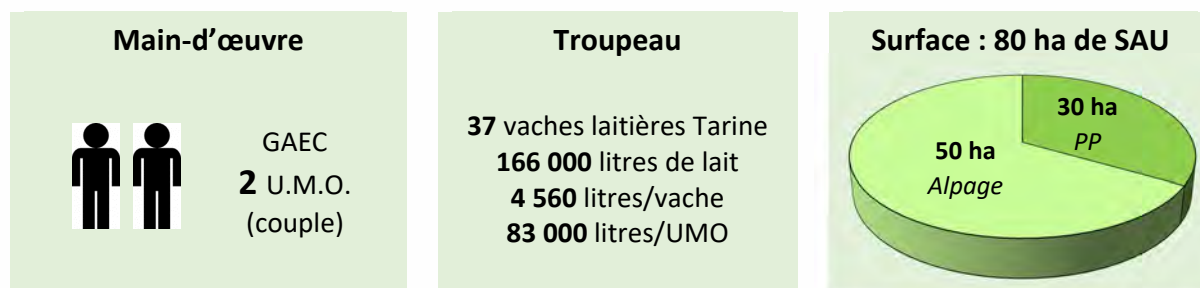 Main-d'œuvre
GAEC
2 U.M.O.
(couple)
Troupeau
37 vaches laitières Tarine
166 000 litres de lait
4 560 litres/vache
83 000 litres/UMO
Surface : 80 ha de SAU
30 ha
PP
50 ha
Alpage